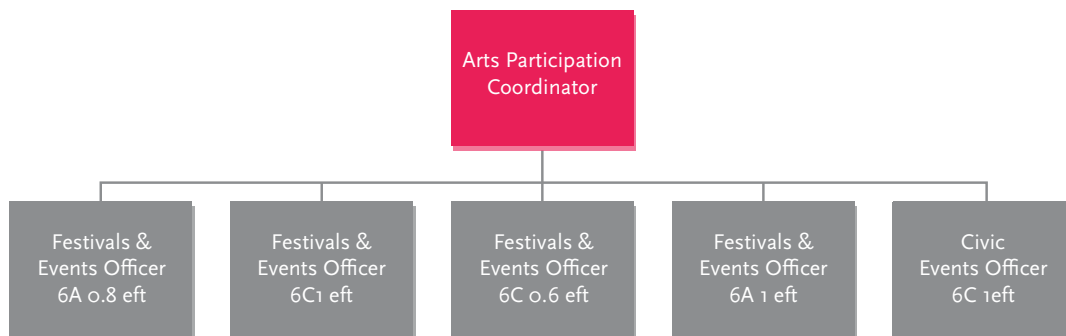 Arts Participation
Coordinator
Festivals &
Events Officer
6A 0.8 eft
Festivals &
Events Officer
6C1 eft
Festivals &
Events Officer
6C 0.6 eft
Festivals &
Events Officer
6A 1 eft
Civic
Events Officer
6C 1eft